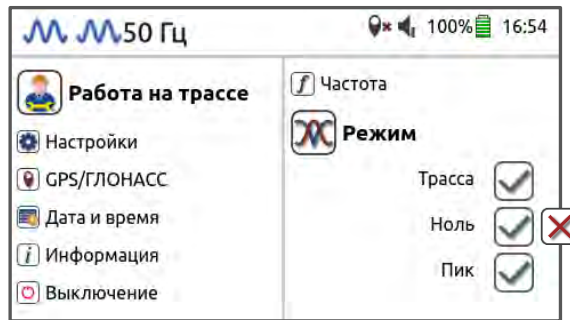 50 Гц 100% 16:54
Работа на трассе
Настройки
GPS/ГЛОНАСС
Дата и время
i Информация
Выключение
f Частота
Режим
Трасса
Ноль
Пик